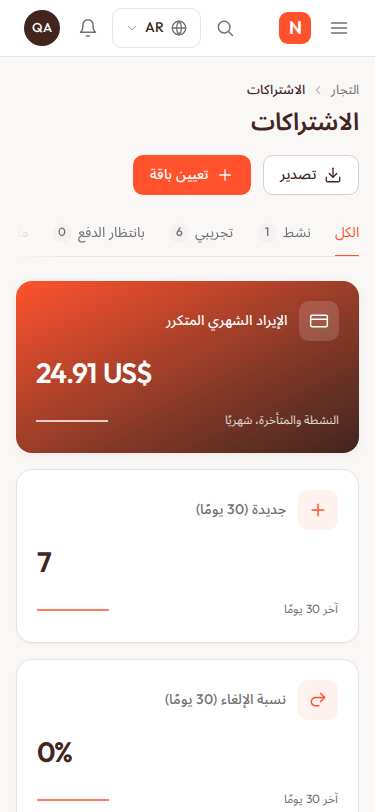 N AR QA
التجار > الاشتراكات
الاشتراكات
تصدير
تعيين باقة
الكل نشط 1 تجريبي 6 بانتظار الدفع 0
الإيراد الشهري المتكرر
24.91 US$
النشطة والمتأخرة، شهريًا
جديدة (30 يومًا)
7
آخر 30 يومًا
نسبة الإلغاء (30 يومًا)
0%
آخر 30 يومًا